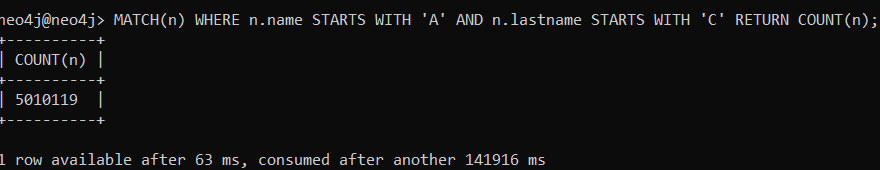 neo4j@neo4j> MATCH(n) WHERE n.name STARTS WITH 'A' AND n.lastname STARTS WITH 'C' RETURN COUNT(n);
+----------+
| COUNT(n) |
+----------+
| 5010119  |
+----------+
1 row available after 63 ms, consumed after another 141916 ms